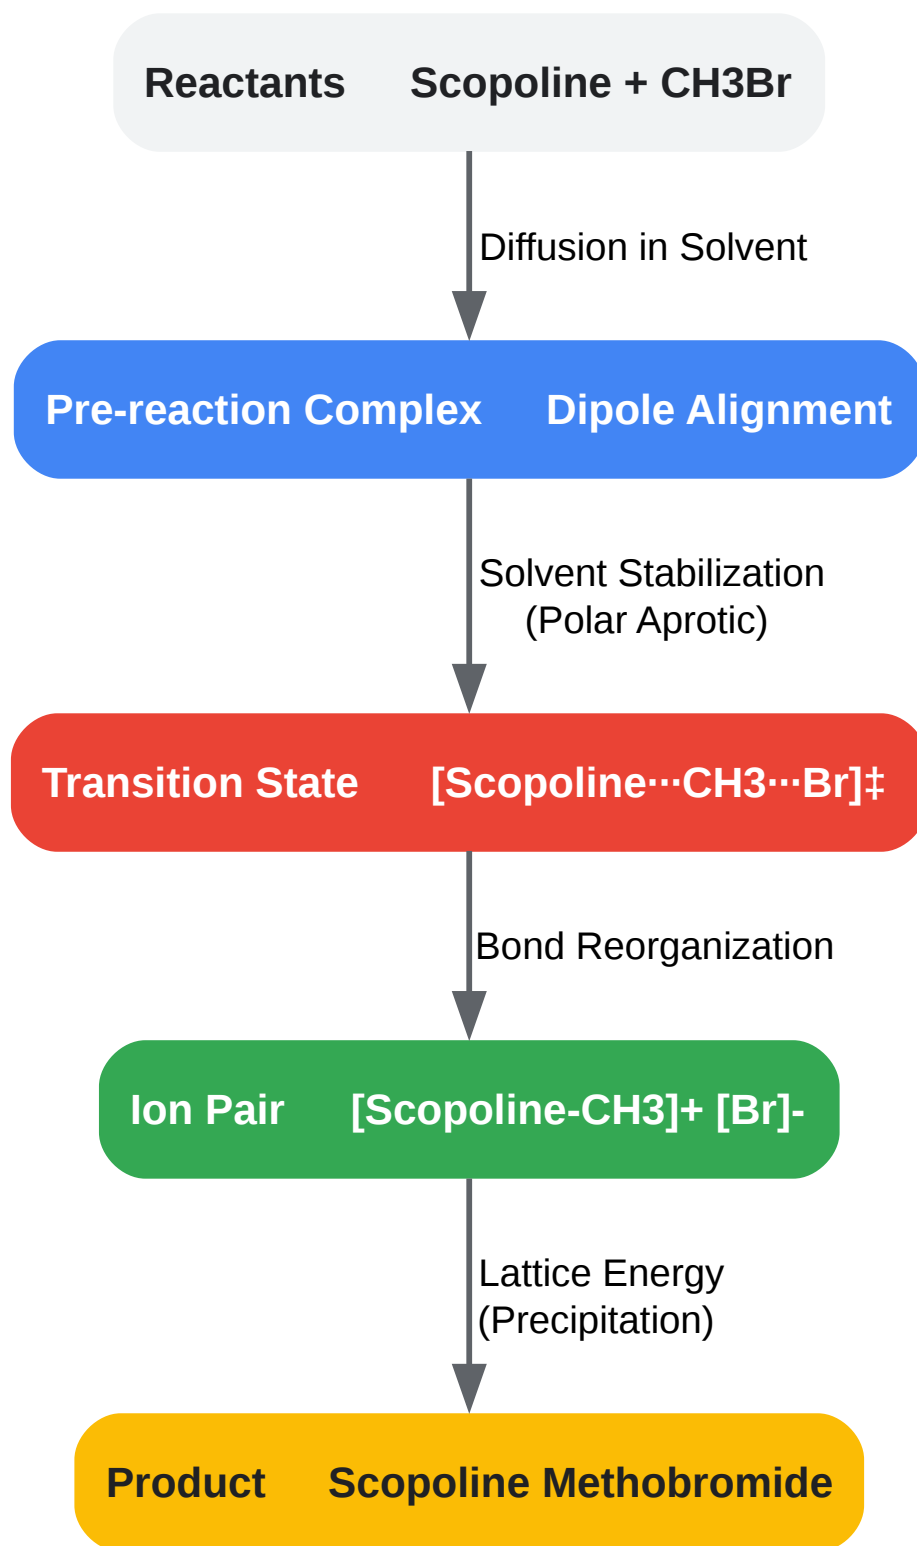 Reactants Scopoline + CH3Br
Diffusion in Solvent
Pre-reaction Complex Dipole Alignment
Solvent Stabilization
(Polar Aprotic)
Transition State [Scopoline···CH3···Br]‡
Bond Reorganization
Ion Pair [Scopoline-CH3]+ [Br]-
Lattice Energy
(Precipitation)
Product Scopoline Methobromide